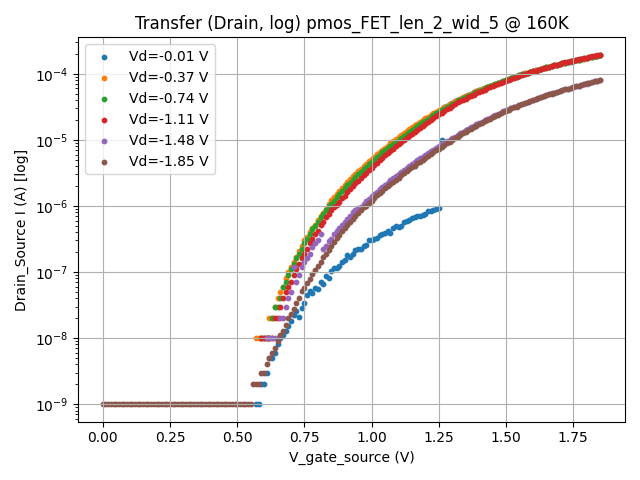 Transfer (Drain, log) pmos_FET_len_2_wid_5 @ 160K
Vd=-0.01 V
Vd=-0.37 V
Vd=-0.74 V
Vd=-1.11 V
Vd=-1.48 V
Vd=-1.85 V
Drain_Source I (A) [log]
10⁻⁴
10⁻⁵
10⁻⁶
10⁻⁷
10⁻⁸
10⁻⁹
0.00 0.25 0.50 0.75 1.00 1.25 1.50 1.75
V_gate_source (V)